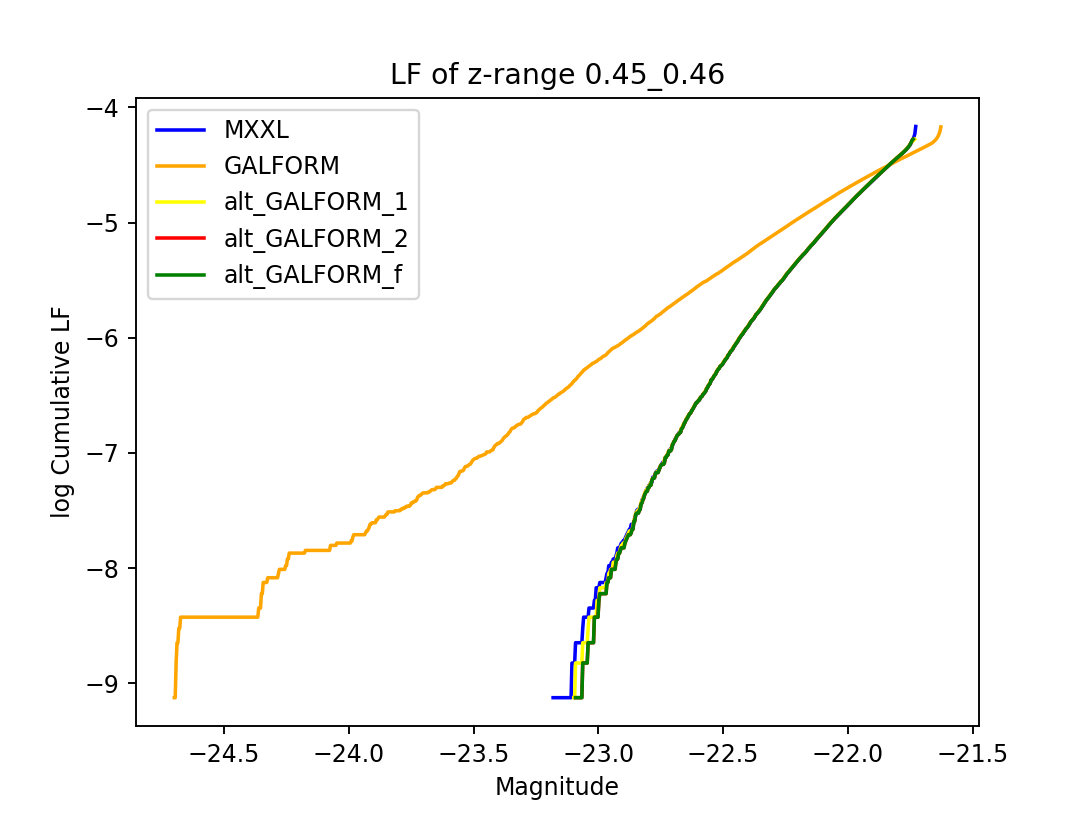 LF of z-range 0.45_0.46
MXXL
GALFORM
alt_GALFORM_1
alt_GALFORM_2
alt_GALFORM_f
log Cumulative LF
−4
−5
−6
−7
−8
−9
−24.5 −24.0 −23.5 −23.0 −22.5 −22.0 −21.5
Magnitude